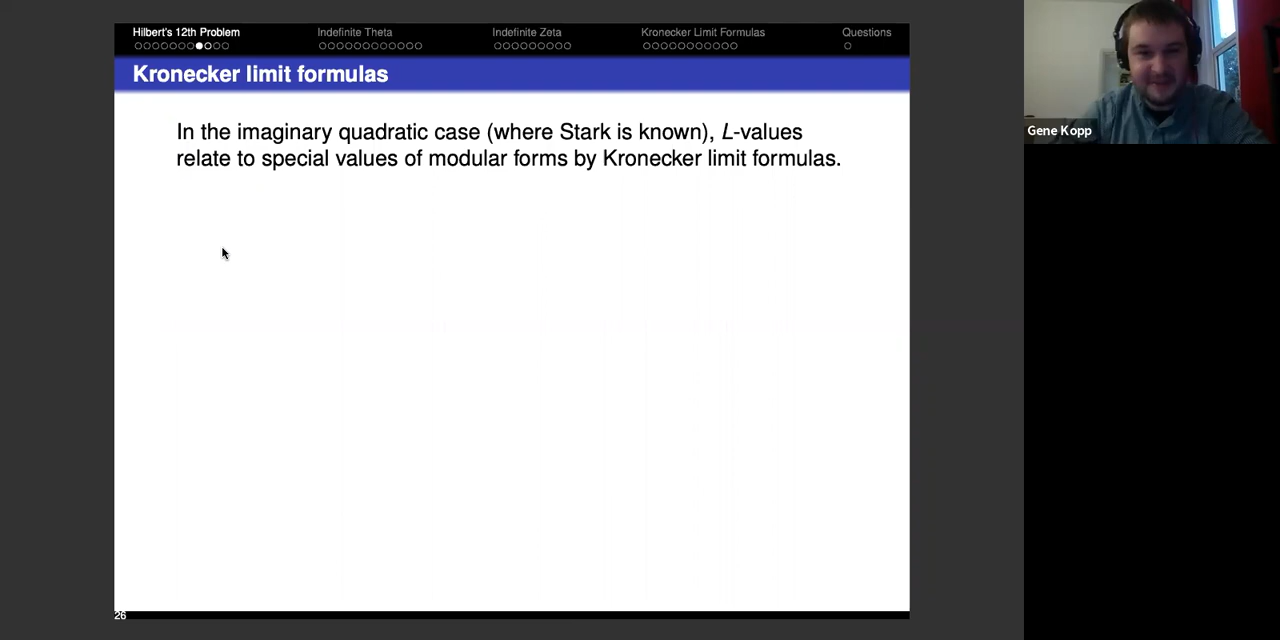 Hilbert's 12th Problem Indefinite Theta Indefinite Zeta Kronecker Limit Formulas Questions
Kronecker limit formulas
In the imaginary quadratic case (where Stark is known), L-values
relate to special values of modular forms by Kronecker limit formulas.
26
Gene Kopp